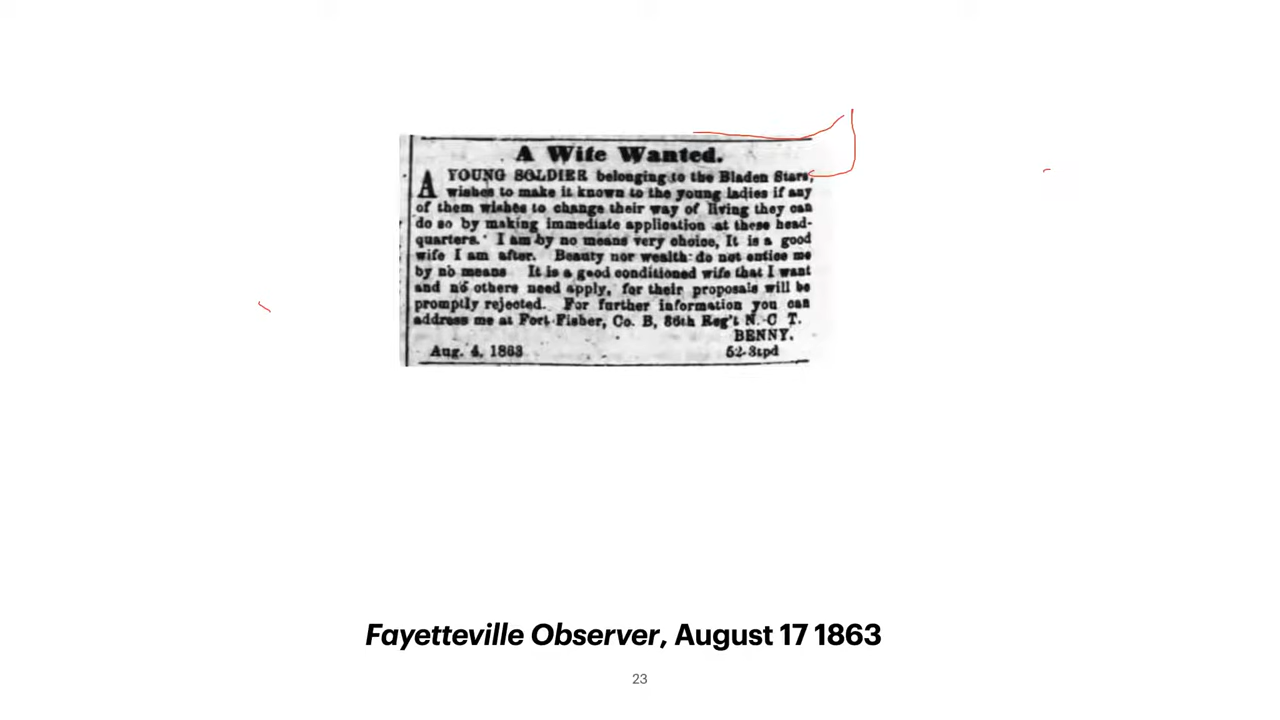 A Wife Wanted.
A YOUNG SOLDIER belonging to the Bladen Stars,
wishes to make it known to the young ladies if any
of them wishes to change their way of living they can
do so by making immediate application at these head-
quarters. I am by no means very choice, It is a good
wife I am after. Beauty nor wealth do not entice me
by no means It is a good conditioned wife that I want
and no others need apply, for their proposals will be
promptly rejected. For further information you can
address me at Fort Fisher, Co. B, 36th Reg't N. C T.
BENNY.
Aug. 4, 1863 52-3tpd
Fayetteville Observer, August 17 1863
23